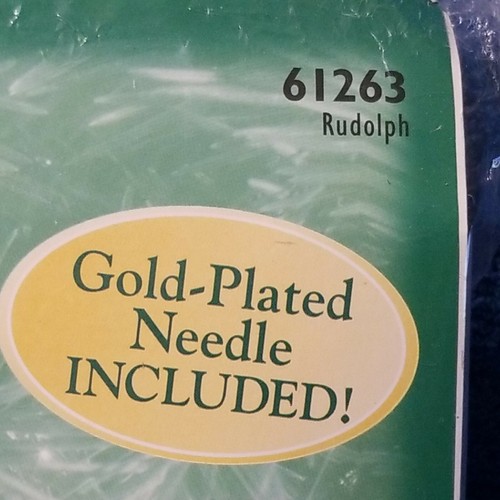 61263
Rudolph
Gold-Plated
Needle
INCLUDED!